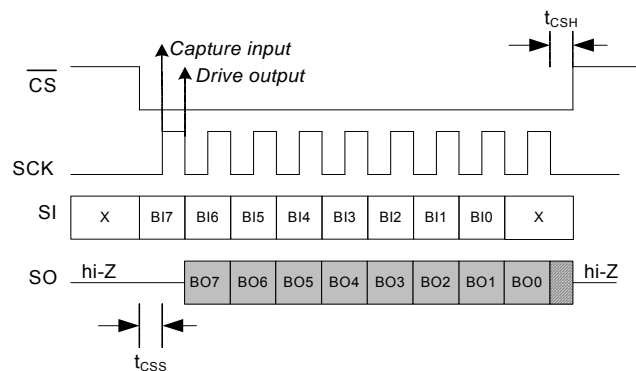 tCSH
Capture input
Drive output
CS
SCK
SI X BI7 BI6 BI5 BI4 BI3 BI2 BI1 BI0 X
SO hi-Z BO7 BO6 BO5 BO4 BO3 BO2 BO1 BO0 hi-Z
tCSS